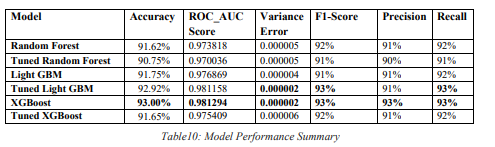 Model Accuracy ROC_AUC Score Variance Error F1-Score Precision Recall
Random Forest 91.62% 0.973818 0.000005 92% 91% 92%
Tuned Random Forest 90.75% 0.970036 0.000005 91% 90% 91%
Light GBM 91.75% 0.976869 0.000004 91% 91% 92%
Tuned Light GBM 92.92% 0.981158 0.000002 93% 91% 93%
XGBoost 93.00% 0.981294 0.000002 93% 93% 93%
Tuned XGBoost 91.65% 0.975409 0.000006 92% 91% 92%
Table10: Model Performance Summary